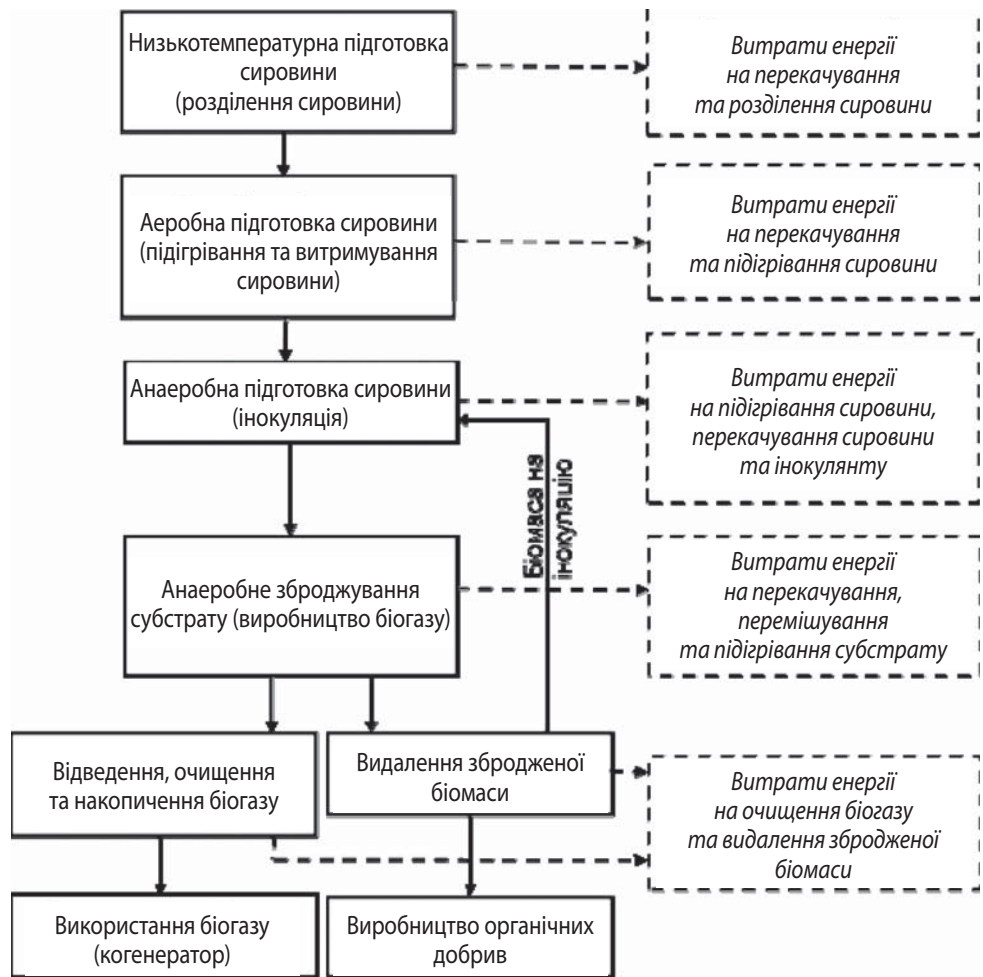 Низькотемпературна підготовка
сировини
(розділення сировини)
Витрати енергії
на перекачування
та розділення сировини
Аеробна підготовка сировини
(підігрівання та витримування
сировини)
Витрати енергії
на перекачування
та підігрівання сировини
Анаеробна підготовка сировини
(інокуляція)
Витрати енергії
на підігрівання сировини,
перекачування сировини
та інокулянту
Біомаса на
інокуляцію
Анаеробне зброджування
субстрату (виробництво біогазу)
Витрати енергії
на перекачування,
перемішування
та підігрівання субстрату
Відведення, очищення
та накопичення біогазу
Видалення збродженої
біомаси
Витрати енергії
на очищення біогазу
та видалення збродженої
біомаси
Використання біогазу
(когенератор)
Виробництво органічних
добрив